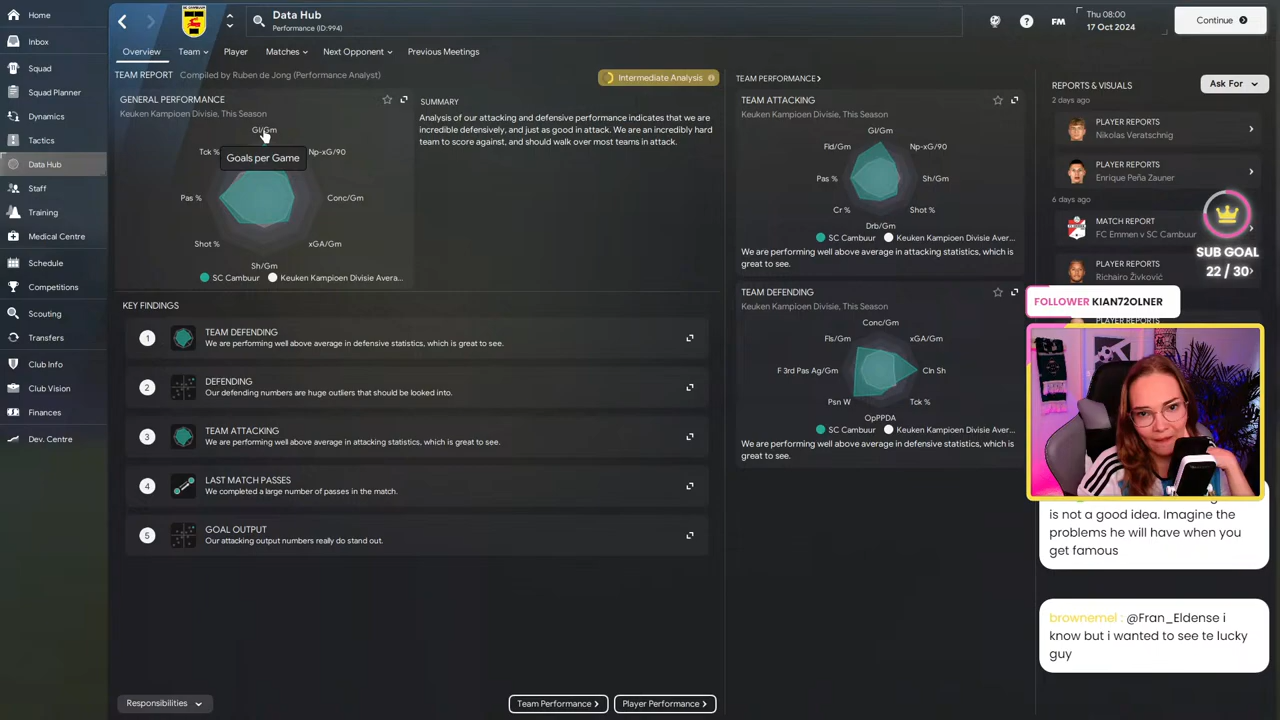 Home
Inbox
Squad
Squad Planner
Dynamics
Tactics
Data Hub
Staff
Training
Medical Centre
Schedule
Competitions
Scouting
Transfers
Club Info
Club Vision
Finances
Dev. Centre
Data Hub
Performance (ID:994)
FM
Thu 08:00
17 Oct 2024
Continue
Overview
Team
Player
Matches
Next Opponent
Previous Meetings
TEAM REPORT Compiled by Ruben de Jong (Performance Analyst)
Intermediate Analysis
GENERAL PERFORMANCE
Keuken Kampioen Divisie, This Season
Gl/Gm
Tck %
Np-xG/90
Goals per Game
Pas %
Conc/Gm
Shot %
xGA/Gm
Sh/Gm
SC Cambuur
Keuken Kampioen Divisie Avera...
SUMMARY
Analysis of our attacking and defensive performance indicates that we are
incredible defensively, and just as good in attack. We are an incredibly hard
team to score against, and should walk over most teams in attack.
KEY FINDINGS
1
TEAM DEFENDING
We are performing well above average in defensive statistics, which is great to see.
2
DEFENDING
Our defending numbers are huge outliers that should be looked into.
3
TEAM ATTACKING
We are performing well above average in attacking statistics, which is great to see.
4
LAST MATCH PASSES
We completed a large number of passes in the match.
5
GOAL OUTPUT
Our attacking output numbers really do stand out.
Responsibilities
Team Performance
Player Performance
TEAM PERFORMANCE
TEAM ATTACKING
Keuken Kampioen Divisie, This Season
Gl/Gm
Fld/Gm
Np-xG/90
Pas %
Sh/Gm
Cr %
Shot %
Drb/Gm
SC Cambuur
Keuken Kampioen Divisie Aver...
We are performing well above average in attacking statistics, which is
great to see.
TEAM DEFENDING
Keuken Kampioen Divisie, This Season
Conc/Gm
Fls/Gm
xGA/Gm
F 3rd Pas Ag/Gm
Cln Sh
Psn W
Tck %
OpPPDA
SC Cambuur
Keuken Kampioen Divisie Aver...
We are performing well above average in defensive statistics, which is
great to see.
REPORTS & VISUALS
Ask For
2 days ago
PLAYER REPORTS
Nikolas Veratschnig
PLAYER REPORTS
Enrique Peña Zauner
6 days ago
MATCH REPORT
FC Emmen v SC Cambuur
PLAYER REPORTS
Richairo Živković
SUB GOAL
22 / 30
FOLLOWER KIAN72OLNER
is not a good idea. Imagine the
problems he will have when you
get famous
brownernel : @Fran_Eldense i
know but i wanted to see te lucky
guy